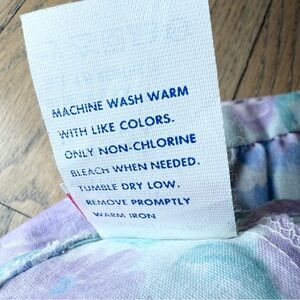 MACHINE WASH WARM
WITH LIKE COLORS.
ONLY NON-CHLORINE
BLEACH WHEN NEEDED.
TUMBLE DRY LOW.
REMOVE PROMPTLY
WARM IRON